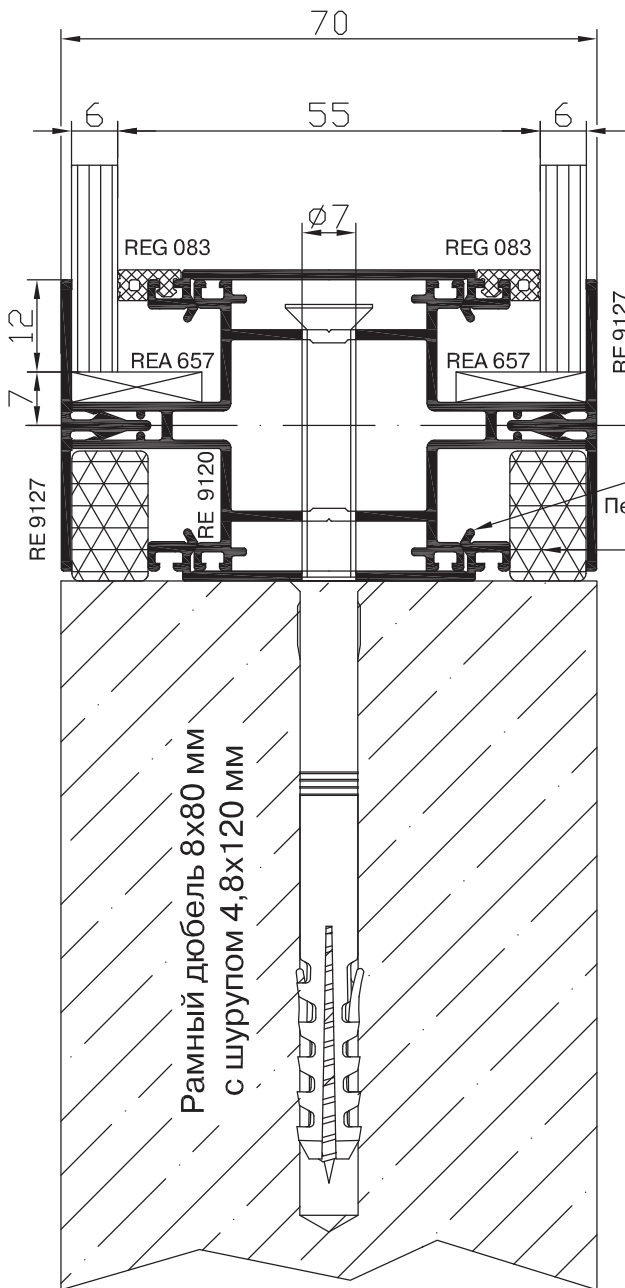 70
6
55
6
ø7
REG 083
REG 083
12
REA 657
REA 657
RE 9127
7
RE 9127
RE 9120
Пе
Рамный дюбель 8х80 мм
с шурупом 4,8х120 мм